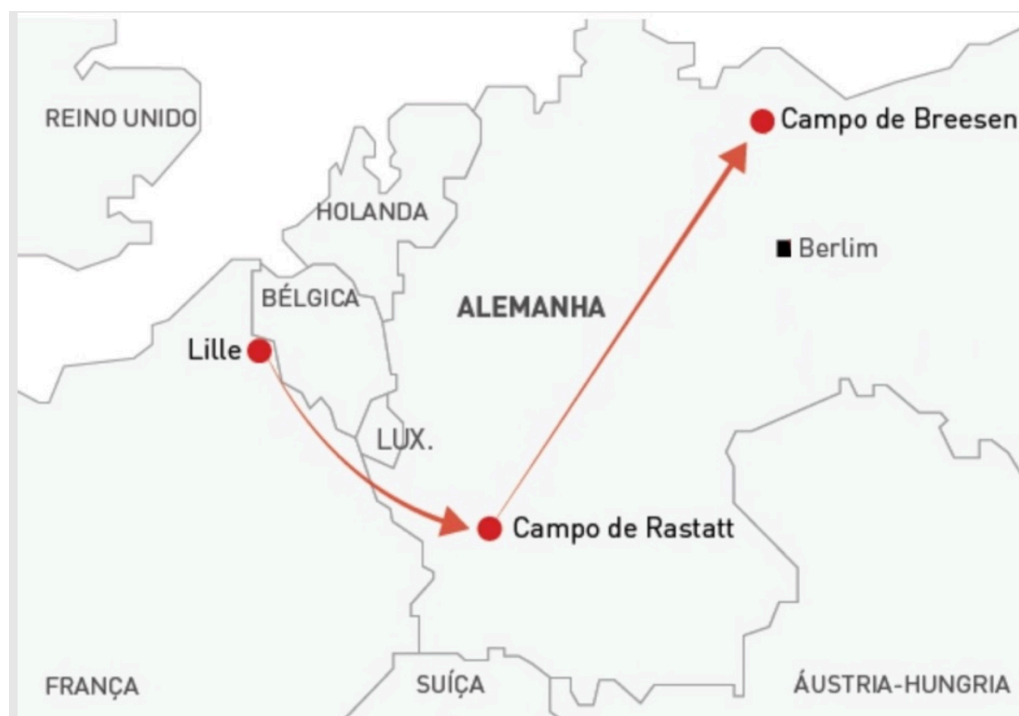 REINO UNIDO
Campo de Breesen
HOLANDA
Berlim
BÉLGICA
ALEMANHA
Lille
LUX.
Campo de Rastatt
FRANÇA
SUÍÇA
ÁUSTRIA-HUNGRIA